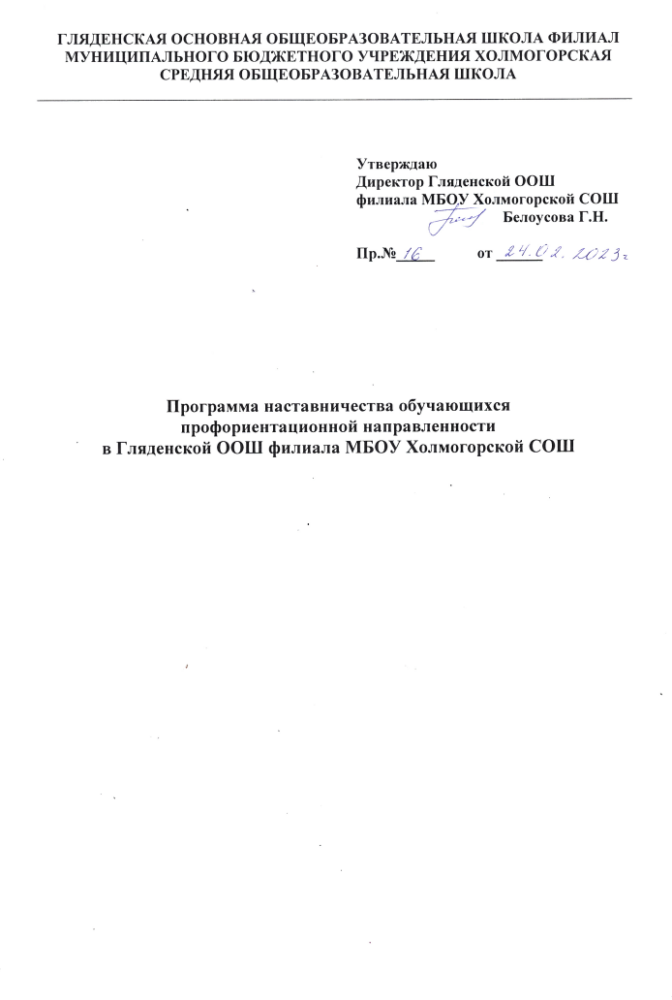 ГЛЯДЕНСКАЯ ОСНОВНАЯ ОБЩЕОБРАЗОВАТЕЛЬНАЯ ШКОЛА ФИЛИАЛ
МУНИЦИПАЛЬНОГО БЮДЖЕТНОГО УЧРЕЖДЕНИЯ ХОЛМОГОРСКАЯ
СРЕДНЯЯ ОБЩЕОБРАЗОВАТЕЛЬНАЯ ШКОЛА
Утверждаю
Директор Гляденской ООШ
филиала МБОУ Холмогорской СОШ
Белоусова Г.Н.
Пр.№ 16 от 24.02.2023г
Программа наставничества обучающихся
профориентационной направленности
в Гляденской ООШ филиала МБОУ Холмогорской СОШ